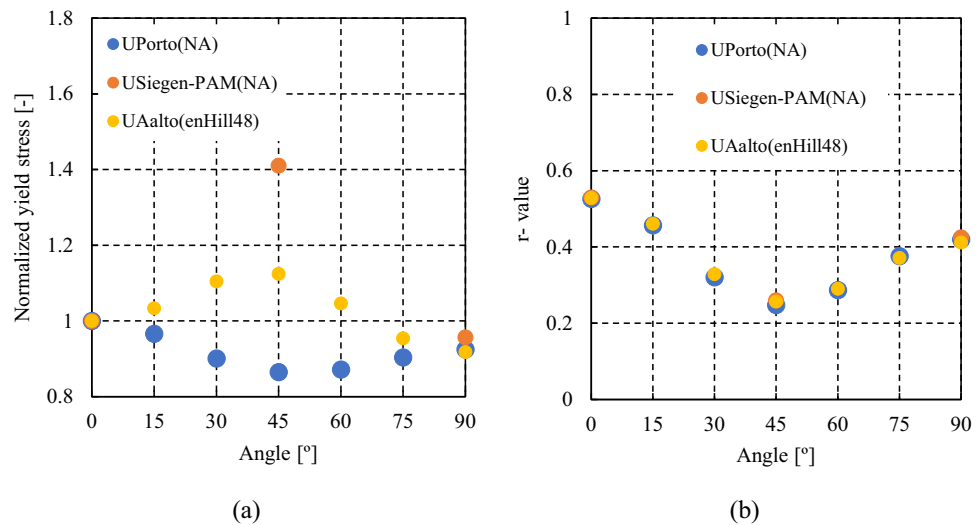 Normalized yield stress [-]
1.8
1.6
1.4
1.2
1
0.8
UPorto(NA)
USiegen-PAM(NA)
UAalto(enHill48)
0 15 30 45 60 75 90
Angle [º]
(a)
r- value
1
0.8
0.6
0.4
0.2
0
UPorto(NA)
USiegen-PAM(NA)
UAalto(enHill48)
0 15 30 45 60 75 90
Angle [º]
(b)